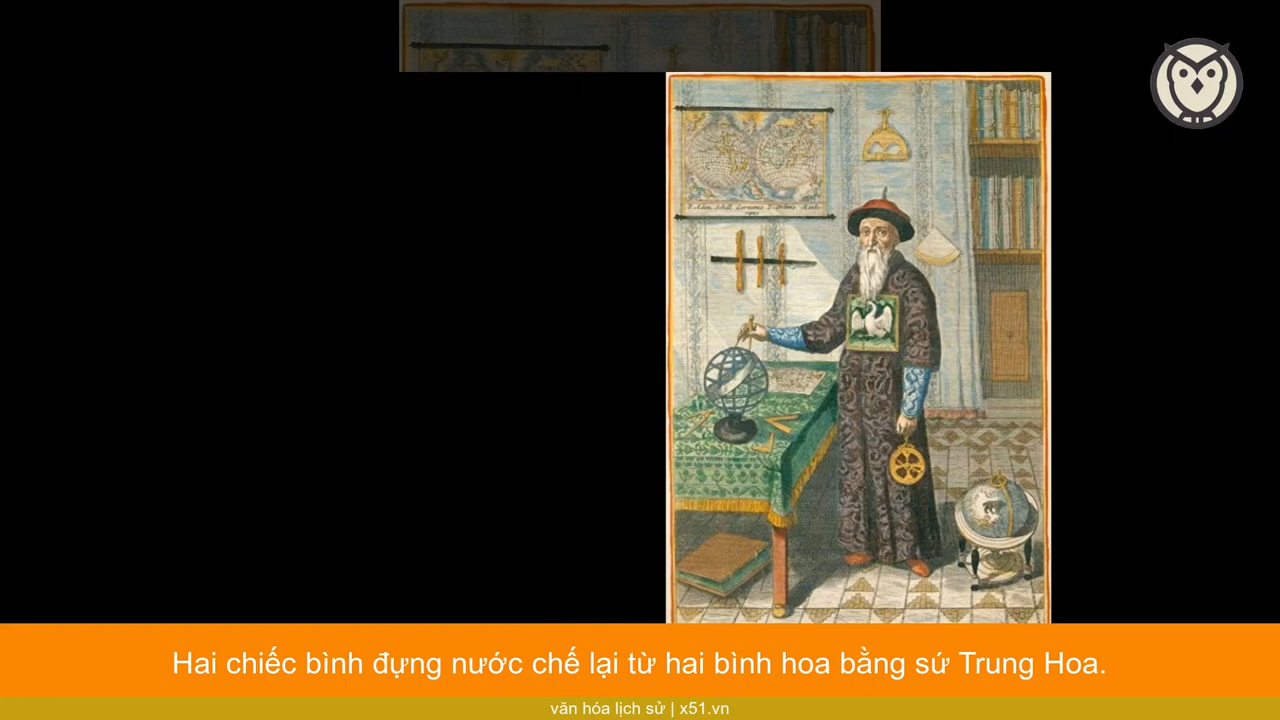 Hai chiếc bình đựng nước chế lại từ hai bình hoa bằng sứ Trung Hoa.
văn hóa lịch sử | x51.vn